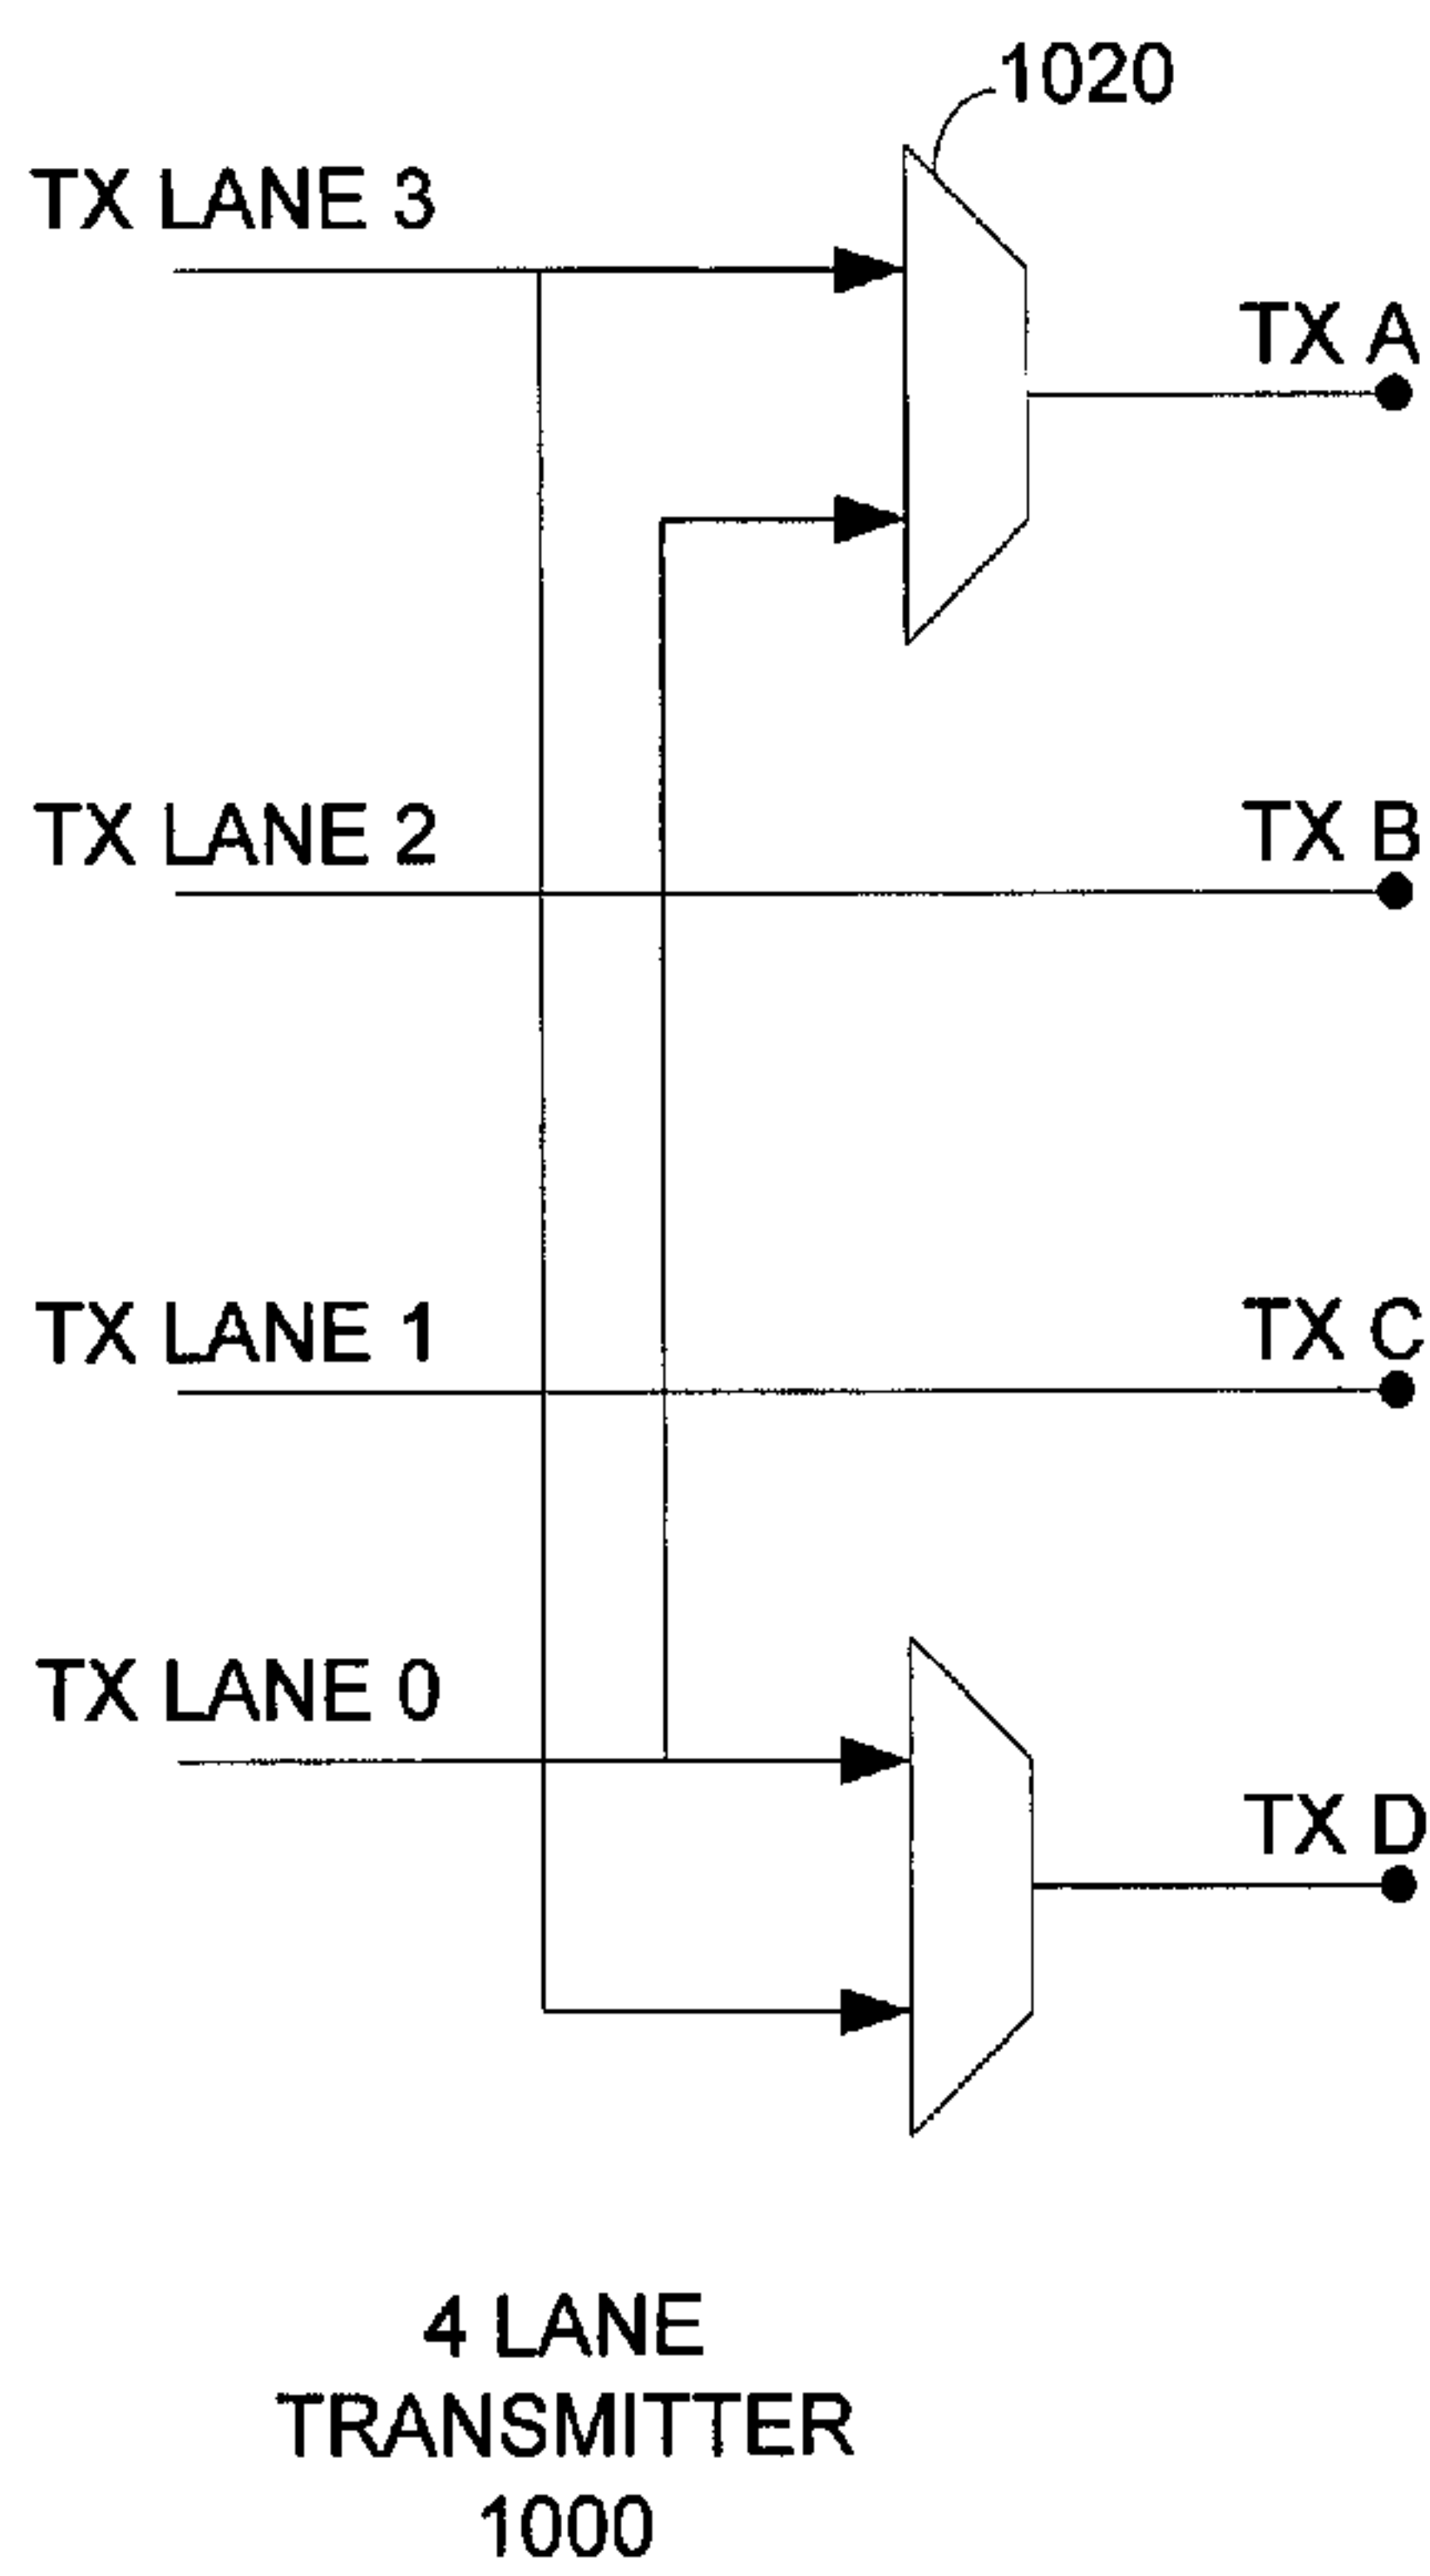 1020
TX LANE 3
TX A
TX LANE 2
TX B
TX LANE 1
TX C
TX LANE 0
TX D
4 LANE
TRANSMITTER
1000